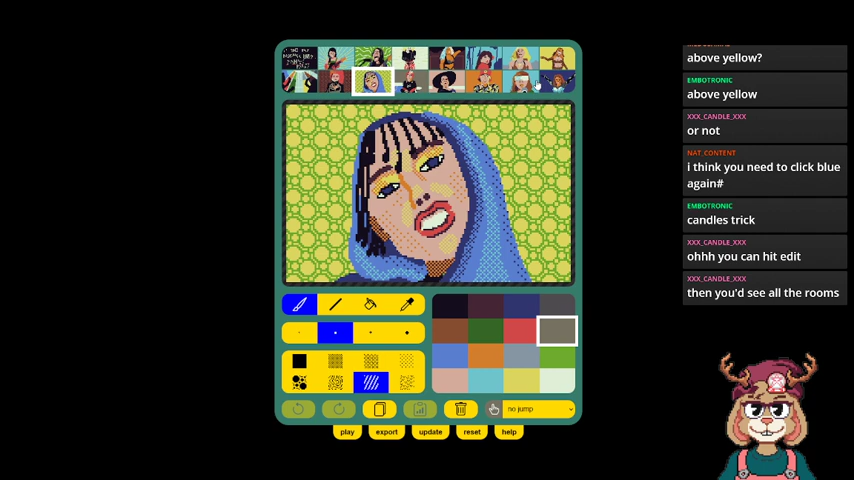 above yellow?
EMBOTRONIC
above yellow
XXX_CANDLE_XXX
or not
NAT_CONTENT
i think you need to click blue
again#
EMBOTRONIC
candles trick
XXX_CANDLE_XXX
ohhh you can hit edit
XXX_CANDLE_XXX
then you'd see all the rooms
no jump
play
export
update
reset
help